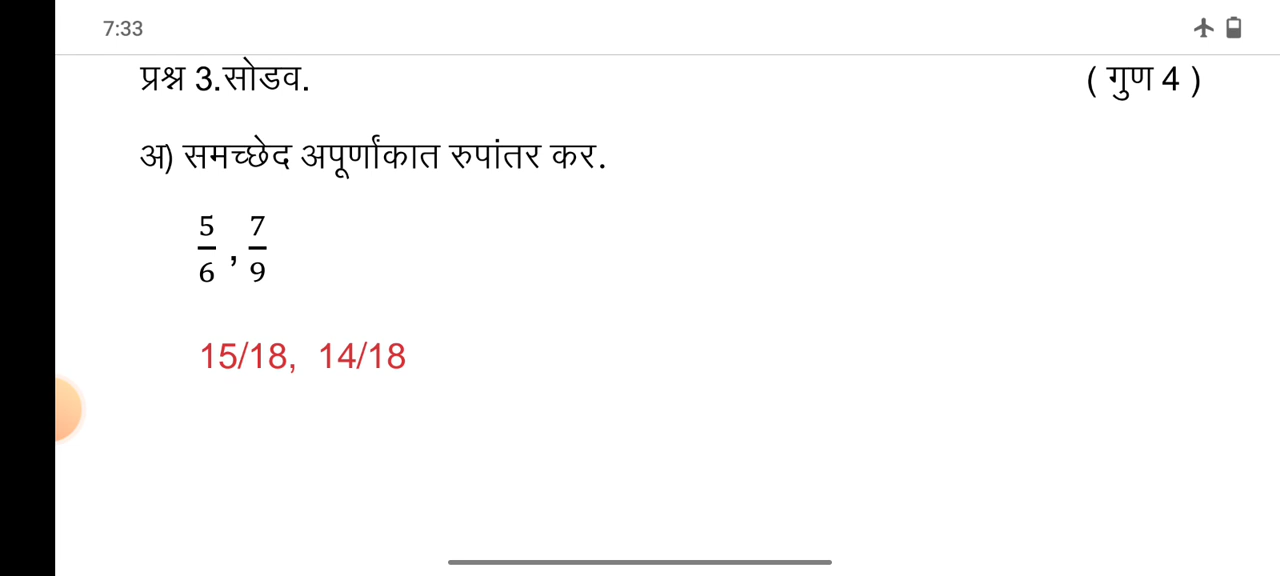 7:33
प्रश्न 3.सोडव. ( गुण 4 )
अ) समच्छेद अपूर्णांकात रुपांतर कर.
5/6 , 7/9
15/18, 14/18